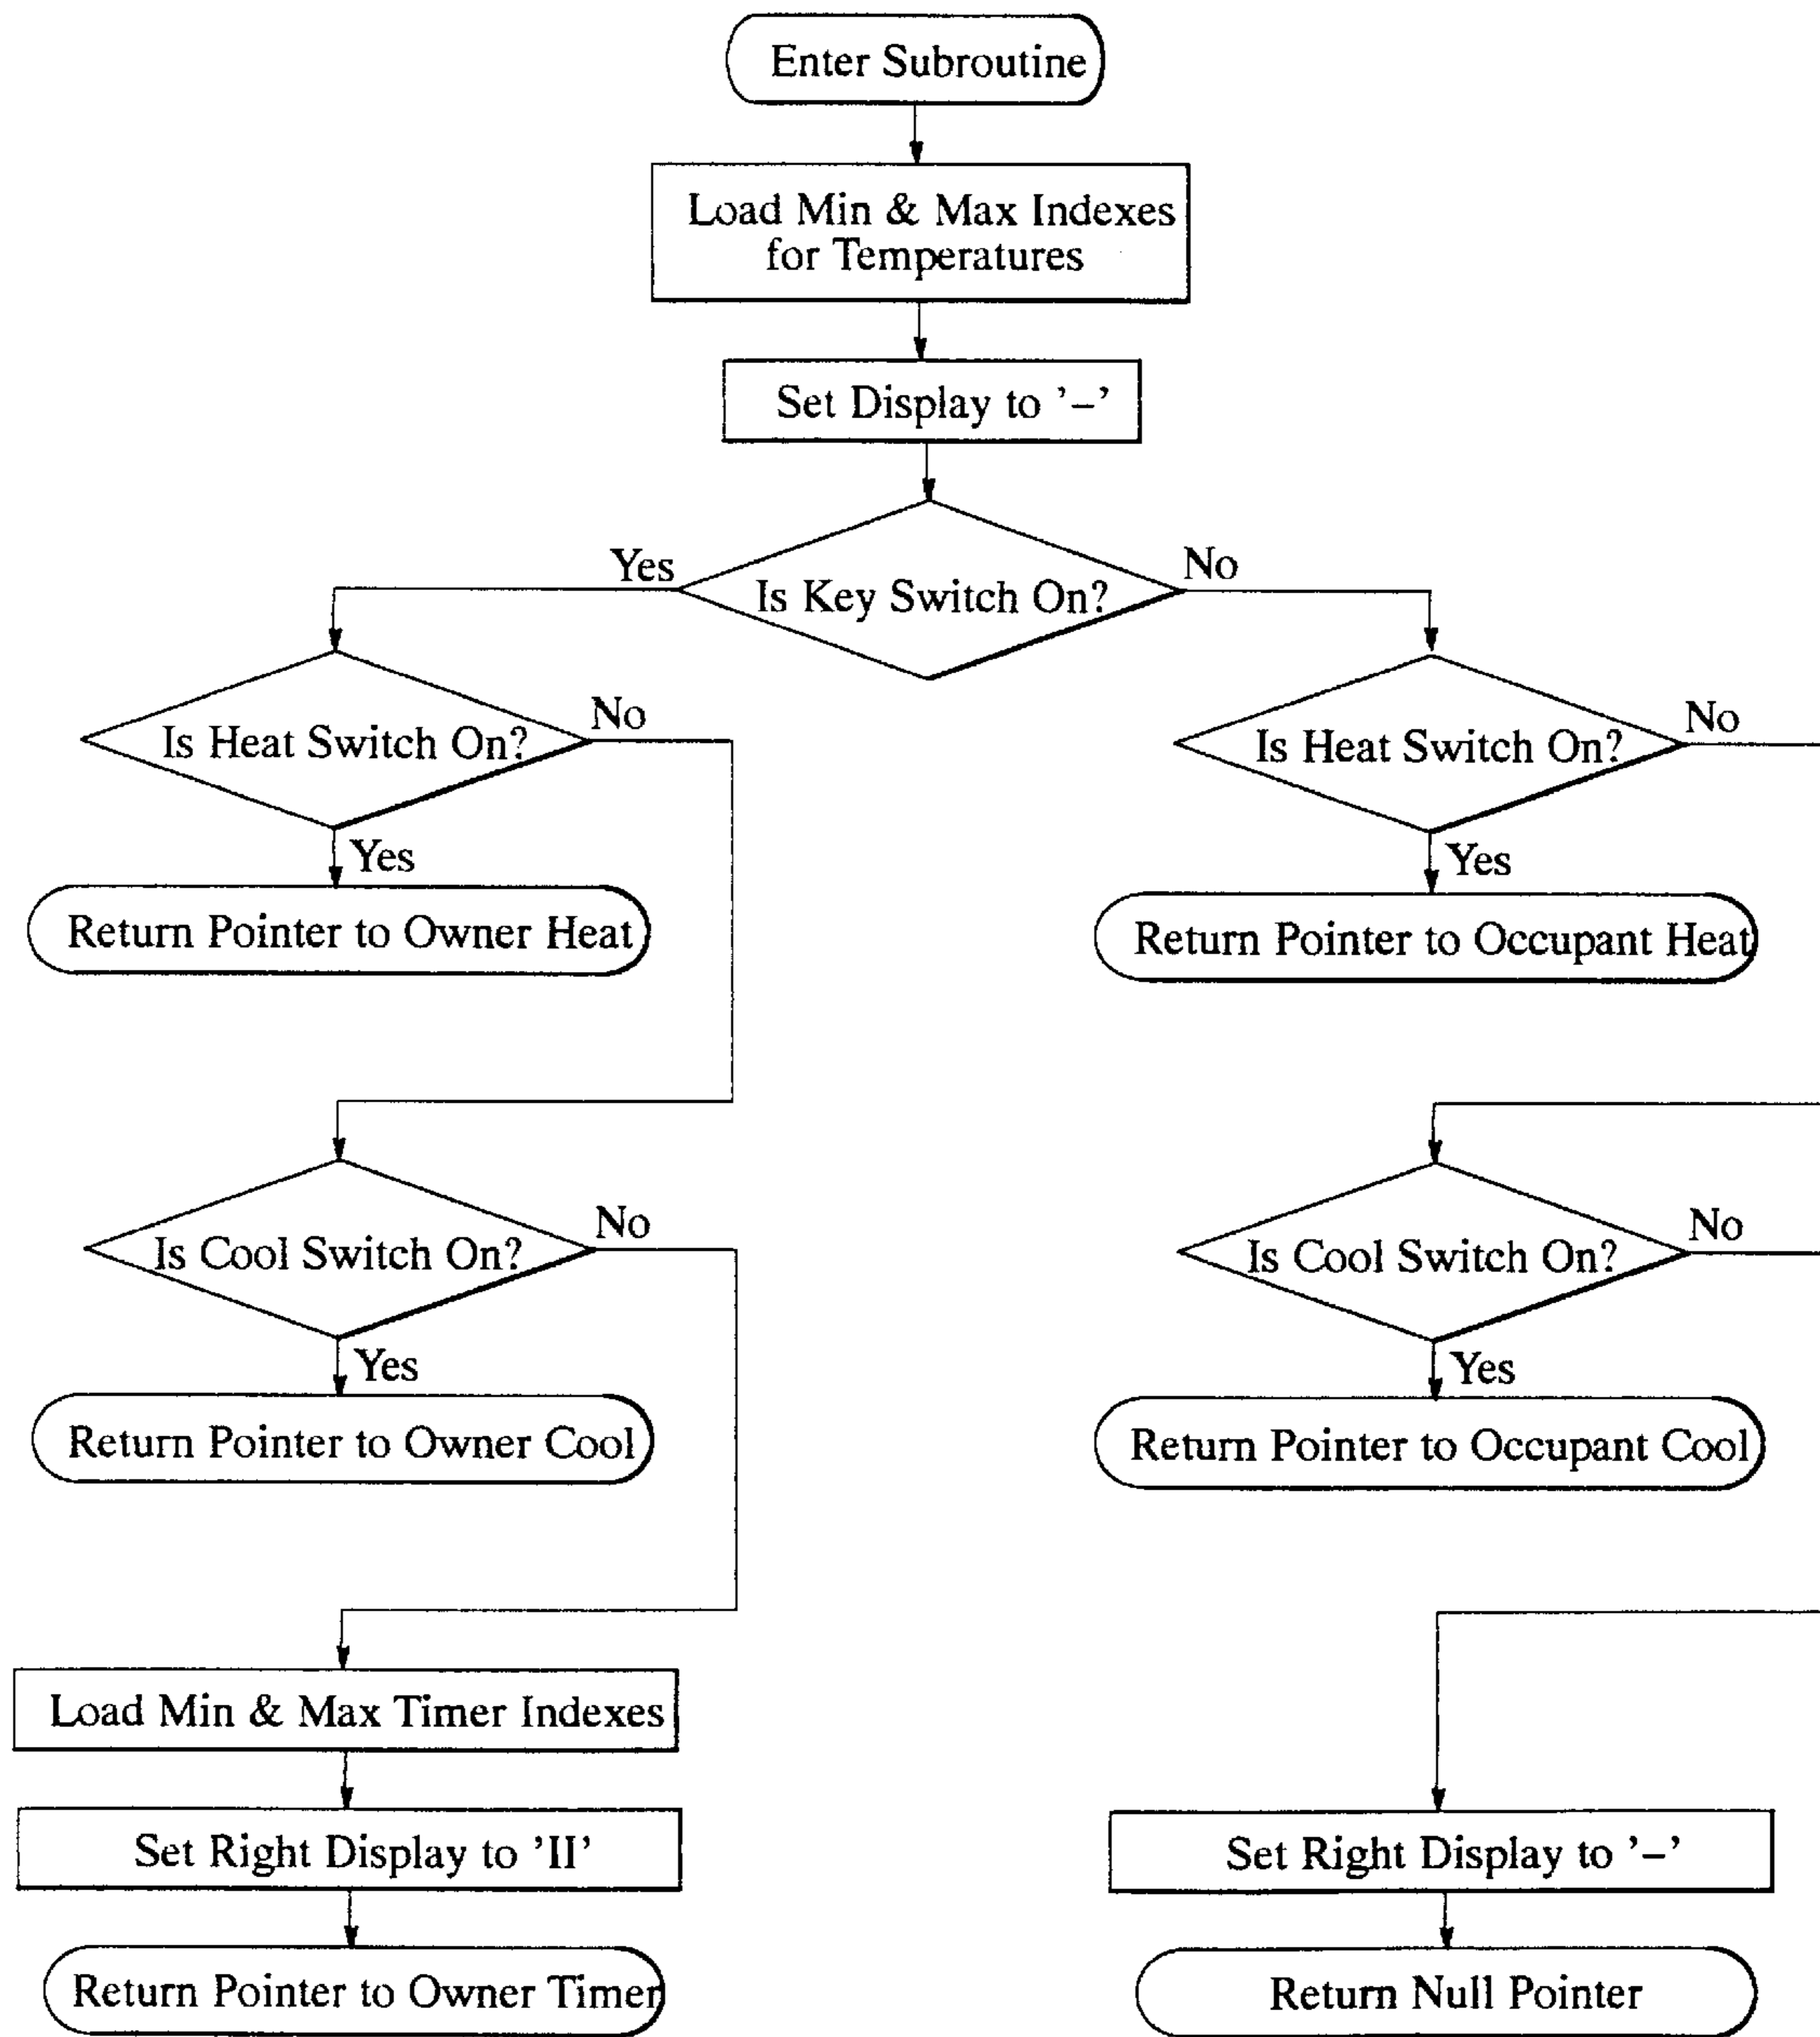 Enter Subroutine
Load Min & Max Indexes
for Temperatures
Set Display to '–'
Is Key Switch On?
Yes
No
Is Heat Switch On?
No
Yes
Return Pointer to Owner Heat
Is Heat Switch On?
No
Yes
Return Pointer to Occupant Heat
Is Cool Switch On?
No
Yes
Return Pointer to Owner Cool
Is Cool Switch On?
No
Yes
Return Pointer to Occupant Cool
Load Min & Max Timer Indexes
Set Right Display to 'II'
Return Pointer to Owner Timer
Set Right Display to '–'
Return Null Pointer